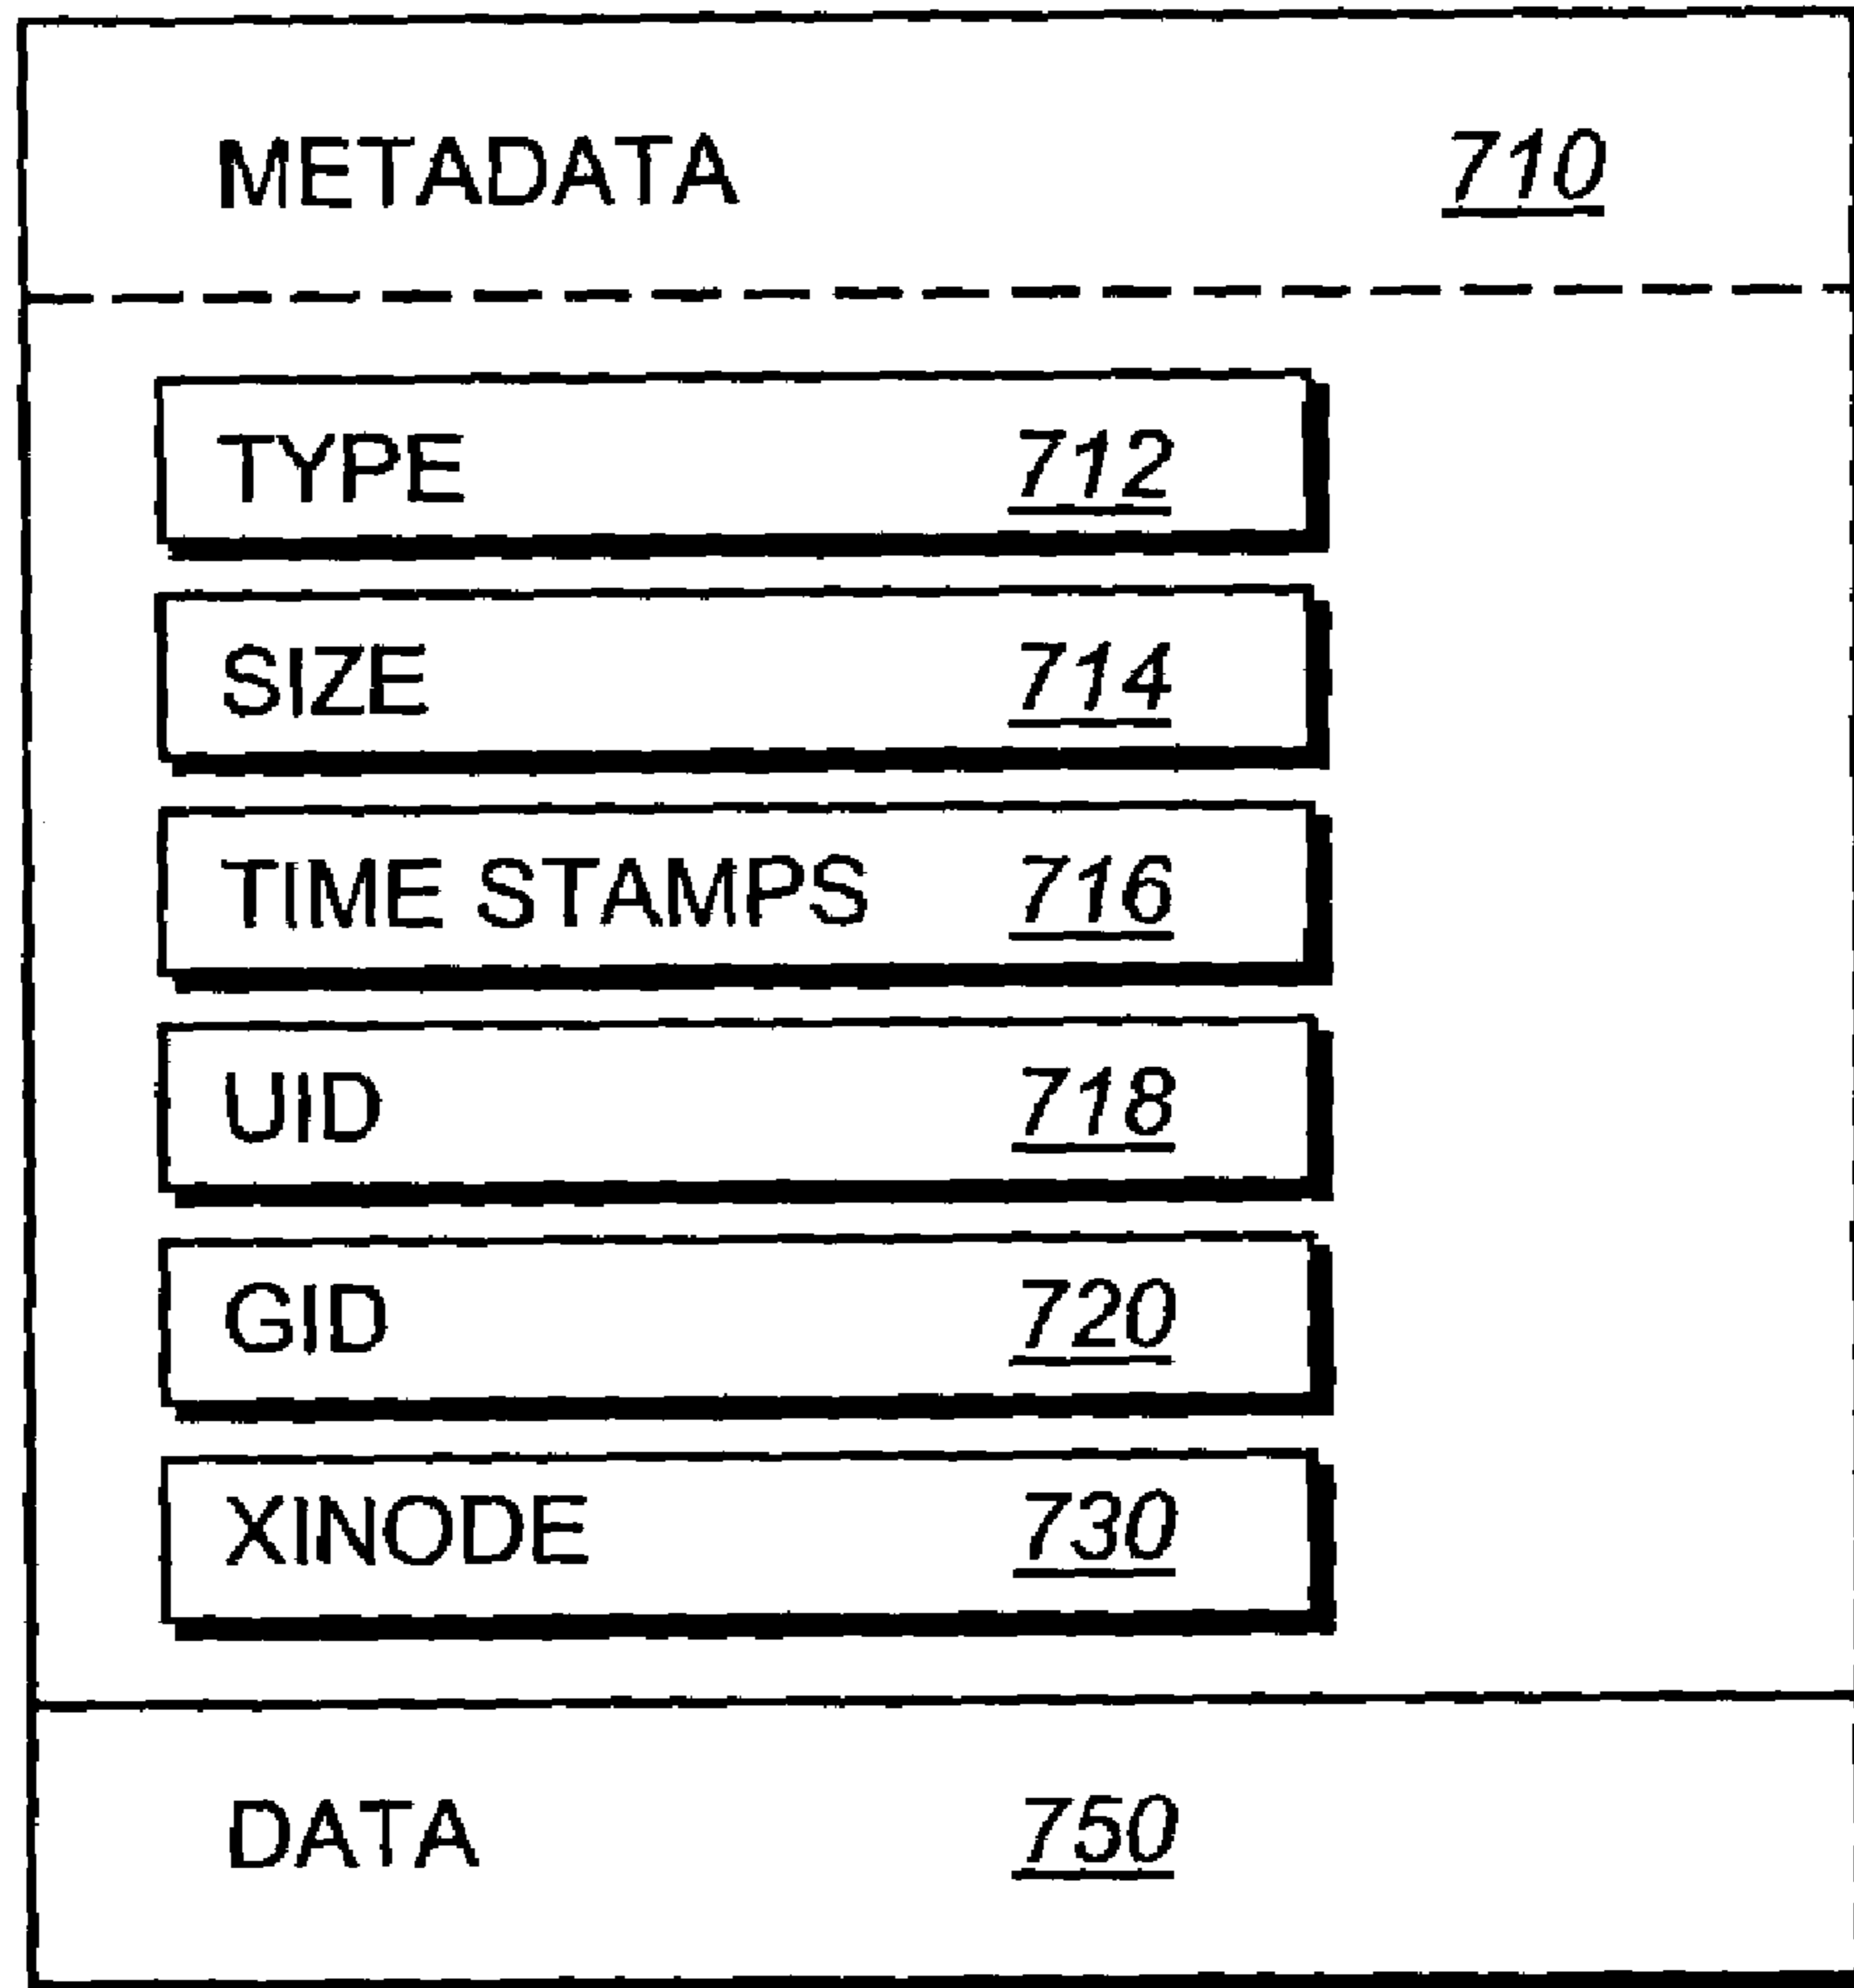 METADATA 710
TYPE 712
SIZE 714
TIME STAMPS 716
UID 718
GID 720
XINODE 730
DATA 750